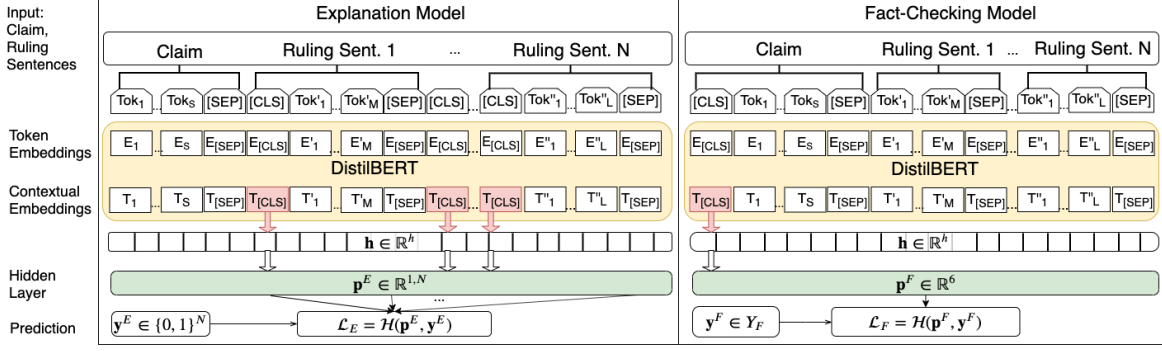 Input:
Claim,
Ruling
Sentences
Explanation Model
Claim Ruling Sent. 1 ... Ruling Sent. N
Tok₁ ... Tokₛ [SEP] [CLS] Tok'₁ ... Tok'ₘ [SEP] [CLS] ... [CLS] Tok"₁ ... Tok"L [SEP]
Token
Embeddings
E₁ ... Eₛ E[SEP] E[CLS] E'₁ ... E'ₘ E[SEP] E[CLS] ... E[CLS] E"₁ ... E"L E[SEP]
DistilBERT
Contextual
Embeddings
T₁ ... Tₛ T[SEP] T[CLS] T'₁ ... T'ₘ T[SEP] T[CLS] ... T[CLS] T"₁ ... T"L T[SEP]
h ∈ ℝʰ
Hidden
Layer
pᴱ ∈ ℝ¹,ᴺ
...
Prediction
yᴱ ∈ {0, 1}ᴺ
ℒ_E = ℋ(pᴱ, yᴱ)
Fact-Checking Model
Claim Ruling Sent. 1 ... Ruling Sent. N
[CLS] Tok₁ ... Tokₛ [SEP] Tok'₁ ... Tok'ₘ [SEP] ... Tok"₁ ... Tok"L [SEP]
E[CLS] E₁ ... Eₛ E[SEP] E'₁ ... E'ₘ E[SEP] ... E"₁ ... E"L E[SEP]
DistilBERT
T[CLS] T₁ ... Tₛ T[SEP] T'₁ ... T'ₘ T[SEP] ... T"₁ ... T"L T[SEP]
h ∈ ℝʰ
pF ∈ ℝ⁶
yF ∈ Y_F
ℒ_F = ℋ(pF, yF)